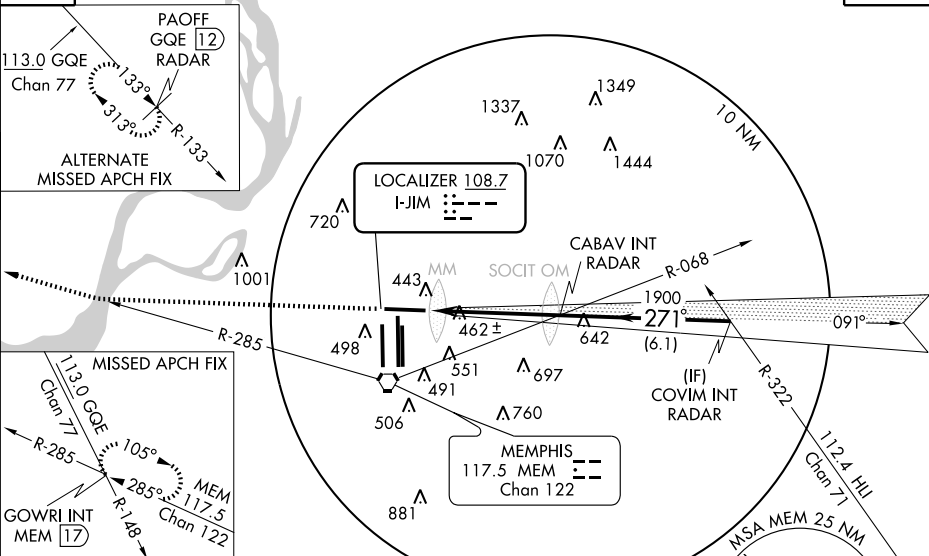 PAOFF
GQE 12
RADAR
113.0 GQE
Chan 77
133°
313°
R-133
ALTERNATE
MISSED APCH FIX
1349
1337
10 NM
1070
1444
LOCALIZER 108.7
I-JIM
720
CABAV INT
RADAR
R-068
1001
MM
SOCIT OM
443
1900
271°
091°
462 ±
642
(6.1)
R-285
498
551
697
491
(IF)
COVIM INT
RADAR
R-322
506
760
MISSED APCH FIX
113.0 GQE
Chan 77
R-285
105°
285°
MEM
117.5
Chan 122
R-148
GOWRI INT
MEM 17
MEMPHIS
117.5 MEM
Chan 122
112.4 HLI
Chan 71
881
MSA MEM 25 NM